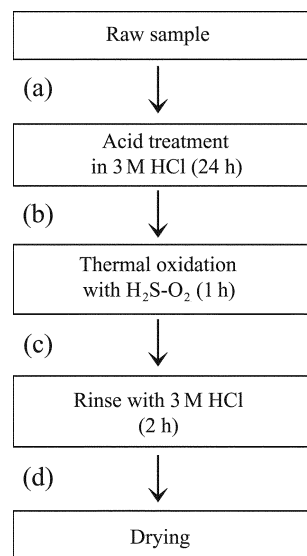 Raw sample
(a)
Acid treatment
in 3 M HCl (24 h)
(b)
Thermal oxidation
with H₂S-O₂ (1 h)
(c)
Rinse with 3 M HCl
(2 h)
(d)
Drying